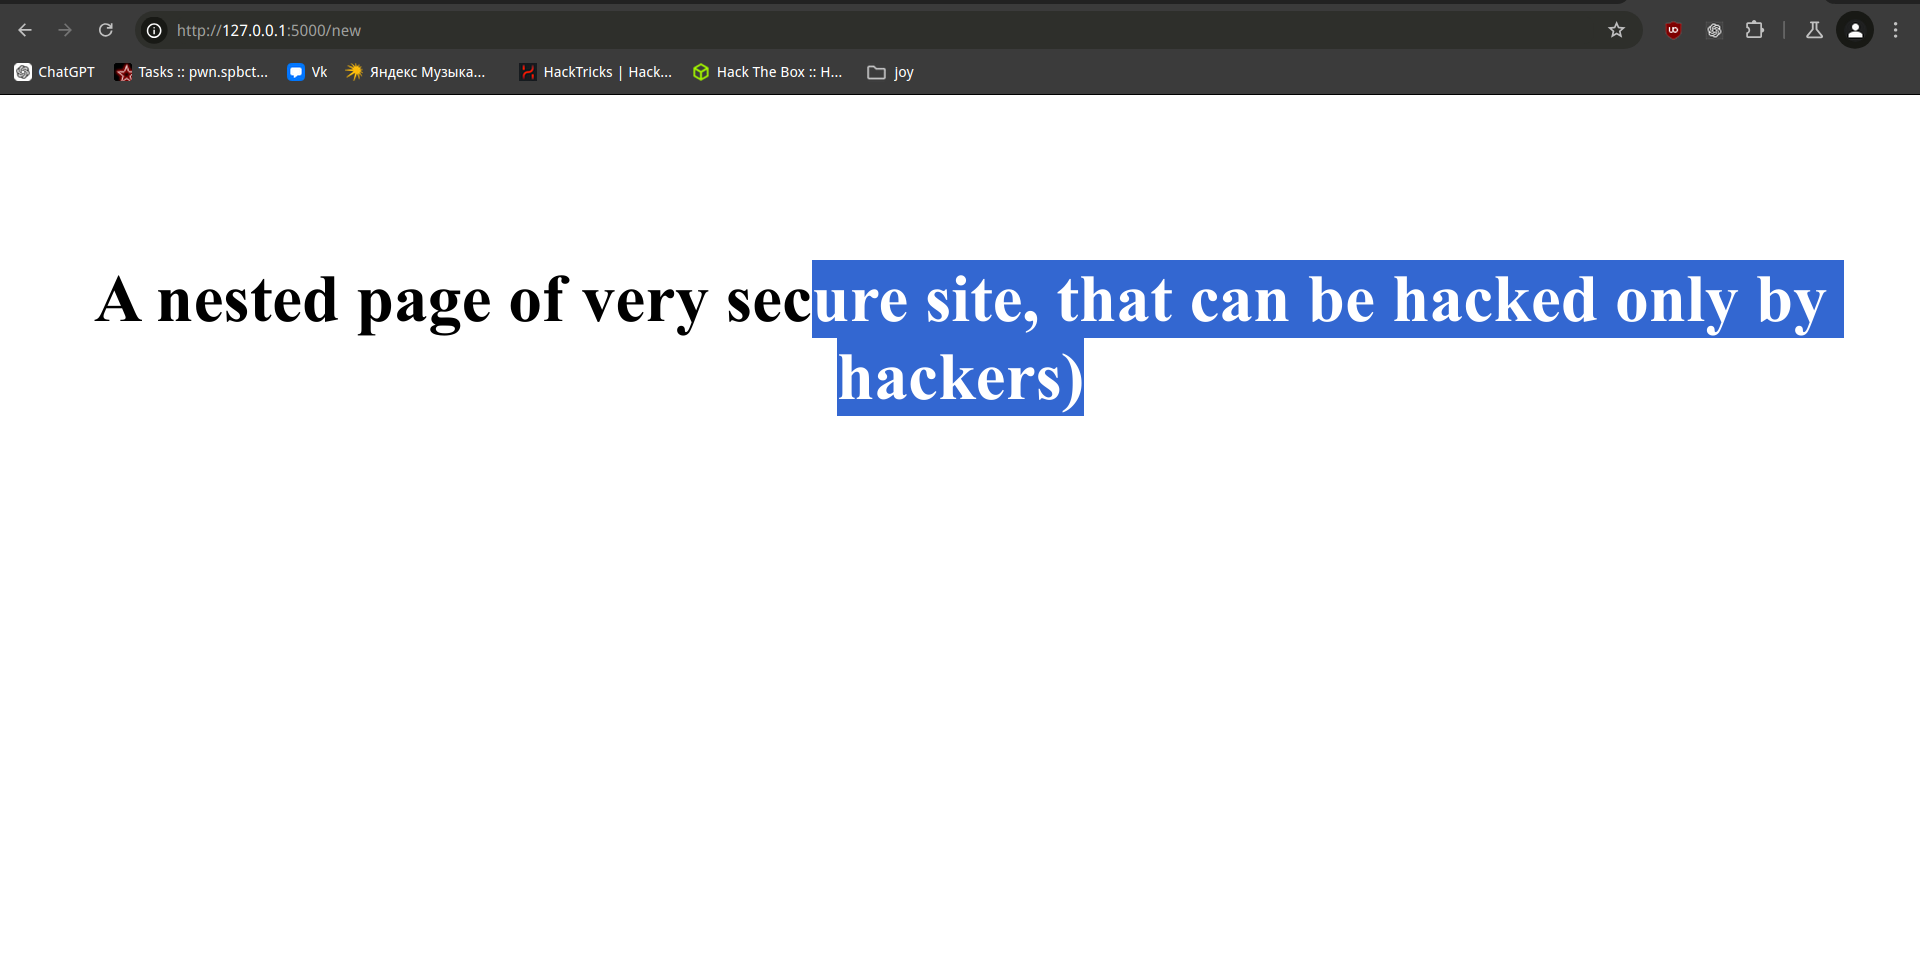 http://127.0.0.1:5000/new
ChatGPT Tasks :: pwn.spbct... Vk Яндекс Музыка... HackTricks | Hack... Hack The Box :: H... Joy
A nested page of very secure site, that can be hacked only by
hackers)